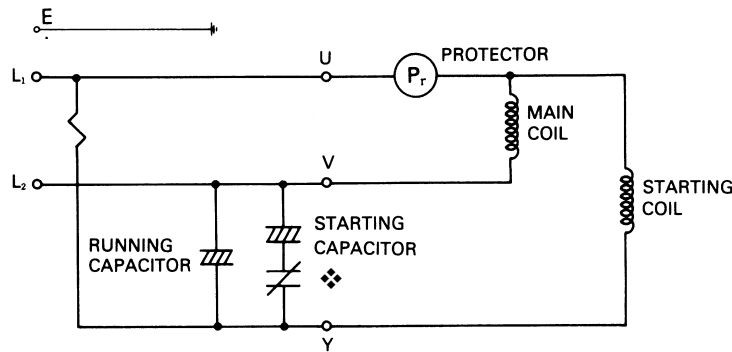 E
L₁
U
Pᵣ
PROTECTOR
MAIN
COIL
L₂
V
STARTING
COIL
RUNNING
CAPACITOR
STARTING
CAPACITOR
Y